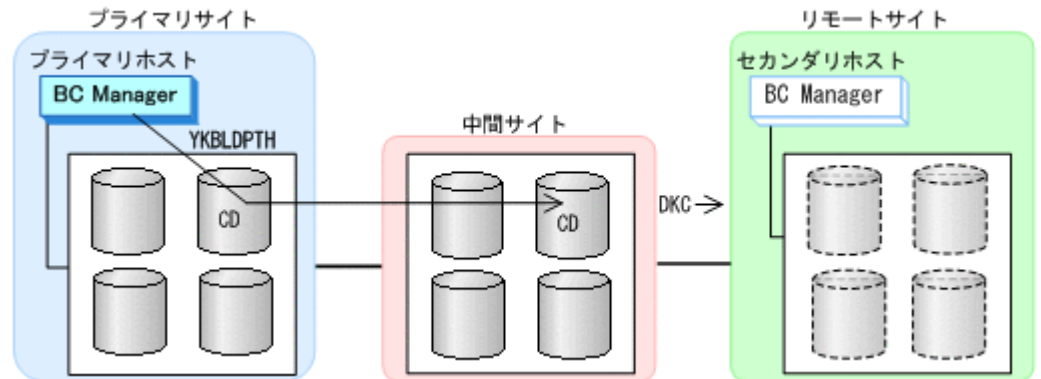 プライマリサイト
リモートサイト
プライマリホスト
セカンダリホスト
BC Manager
BC Manager
中間サイト
YKBLDPTH
CD
CD
DKC